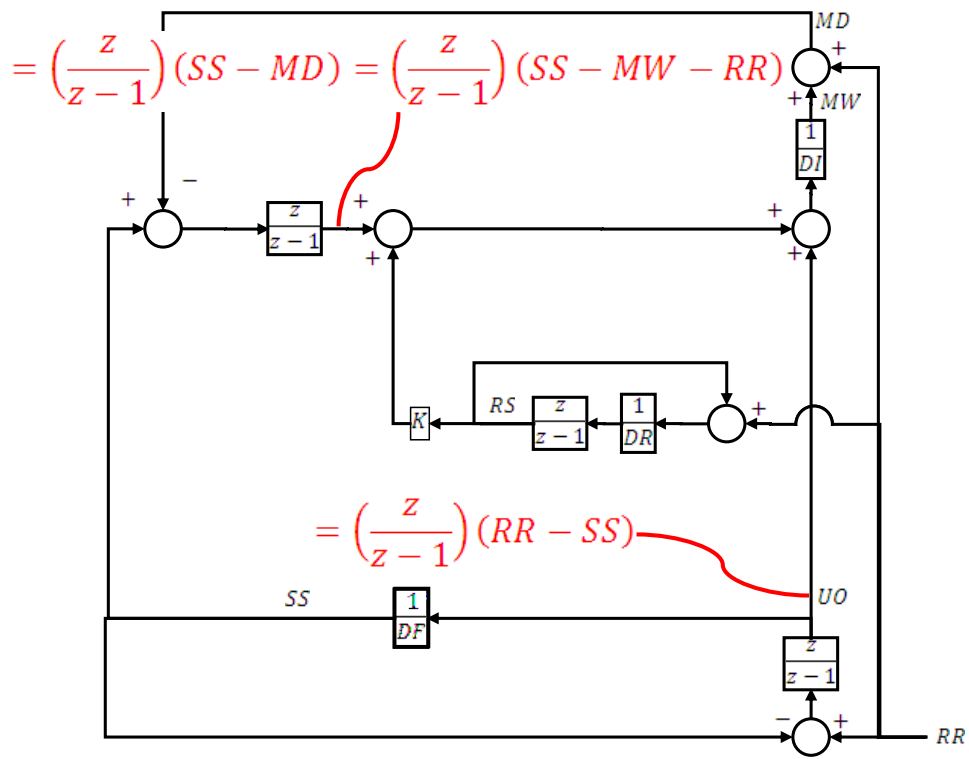 MD
+
= (z/(z − 1)) (SS − MD) = (z/(z − 1)) (SS − MW − RR)
+ MW
1/DI
−
+ + +
z/(z − 1)
+ +
RS
+
K
z/(z − 1)
1/DR
= (z/(z − 1)) (RR − SS)
SS
UO
1/DF
z/(z − 1)
− +
RR